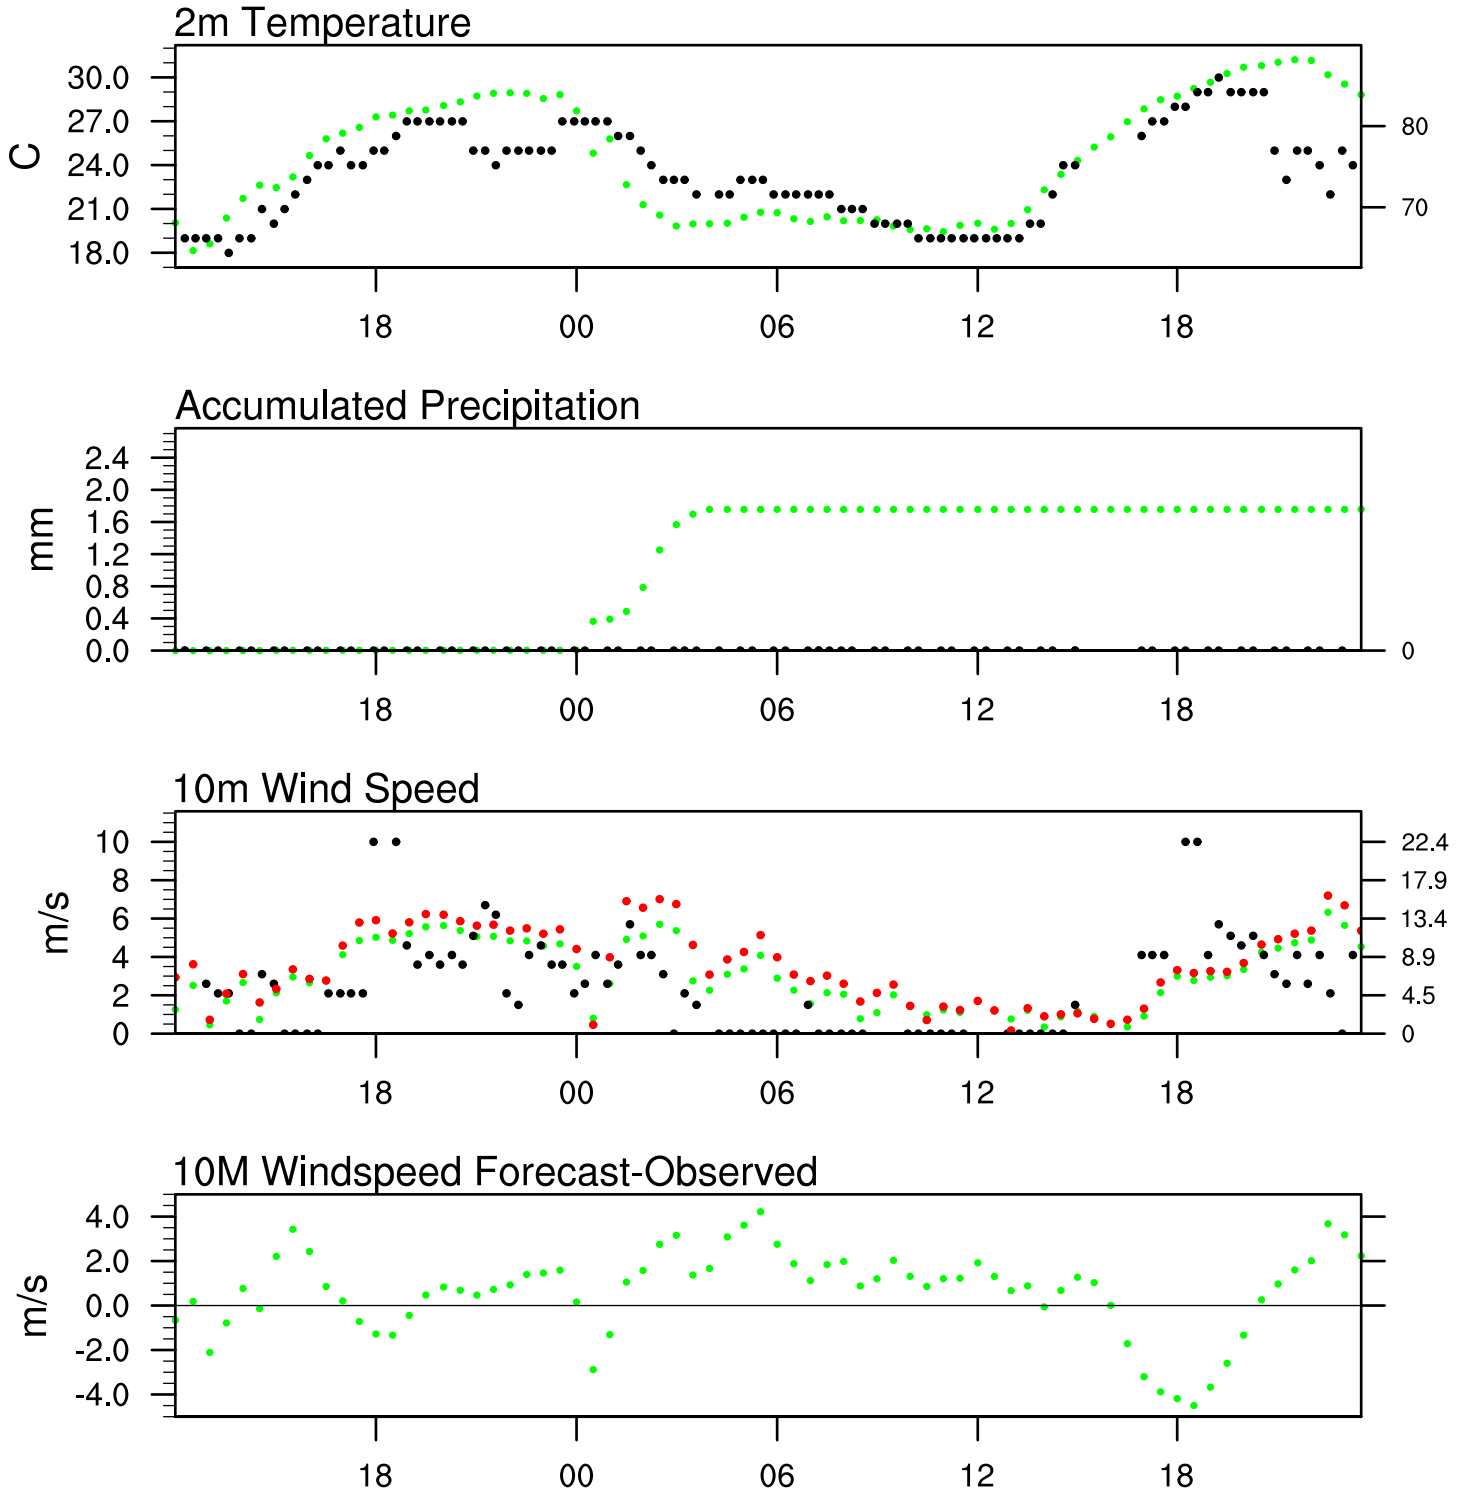 2m Temperature
30.0
27.0
24.0
21.0
18.0
C
80
70
18 00 06 12 18
Accumulated Precipitation
2.4
2.0
1.6
1.2
0.8
0.4
0.0
mm
0
18 00 06 12 18
10m Wind Speed
10
8
6
4
2
0
m/s
22.4
17.9
13.4
8.9
4.5
0
18 00 06 12 18
10M Windspeed Forecast-Observed
4.0
2.0
0.0
-2.0
-4.0
m/s
18 00 06 12 18